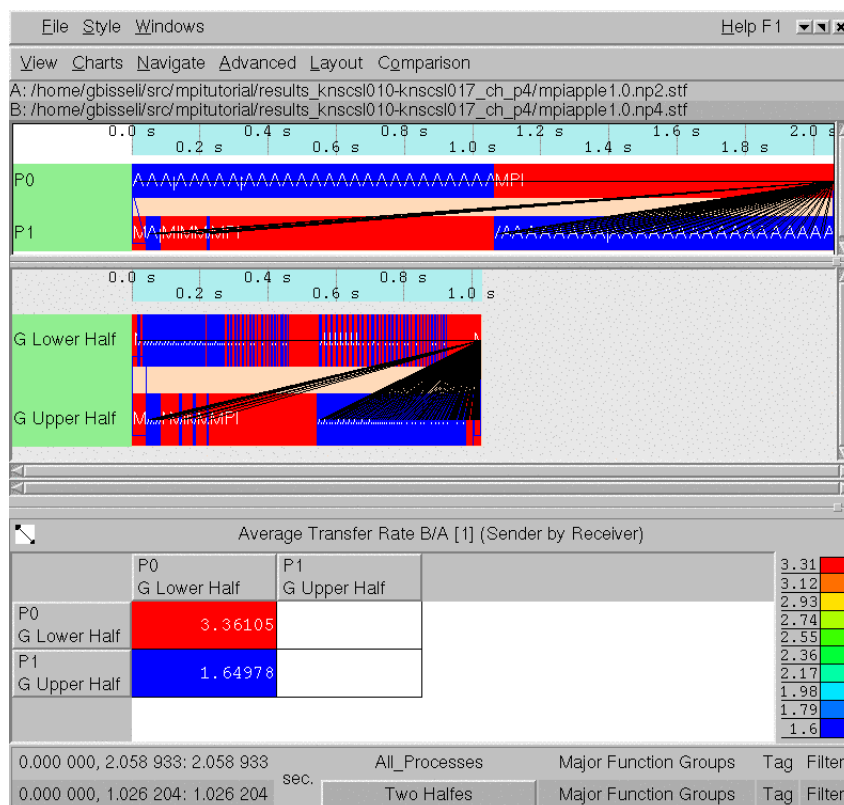 File Style Windows Help F1
View Charts Navigate Advanced Layout Comparison
A: /home/gbisseli/src/mpitutorial/results_knscsl010-knscsl017_ch_p4/mpiapple1.0.np2.stf
B: /home/gbisseli/src/mpitutorial/results_knscsl010-knscsl017_ch_p4/mpiapple1.0.np4.stf
0.0 s 0.4 s 0.8 s 1.2 s 1.6 s 2.0 s
0.2 s 0.6 s 1.0 s 1.4 s 1.8 s
P0 MPI
P1 MPI
0.0 s 0.4 s 0.8 s
0.2 s 0.6 s 1.0 s
G Lower Half
G Upper Half MPI
Average Transfer Rate B/A [1] (Sender by Receiver)
P0 P1
G Lower Half G Upper Half
P0
G Lower Half 3.36105
P1
G Upper Half 1.64978
3.31
3.12
2.93
2.74
2.55
2.36
2.17
1.98
1.79
1.6
0.000 000, 2.058 933: 2.058 933 sec. All_Processes Major Function Groups Tag Filter
0.000 000, 1.026 204: 1.026 204 Two Halfes Major Function Groups Tag Filter